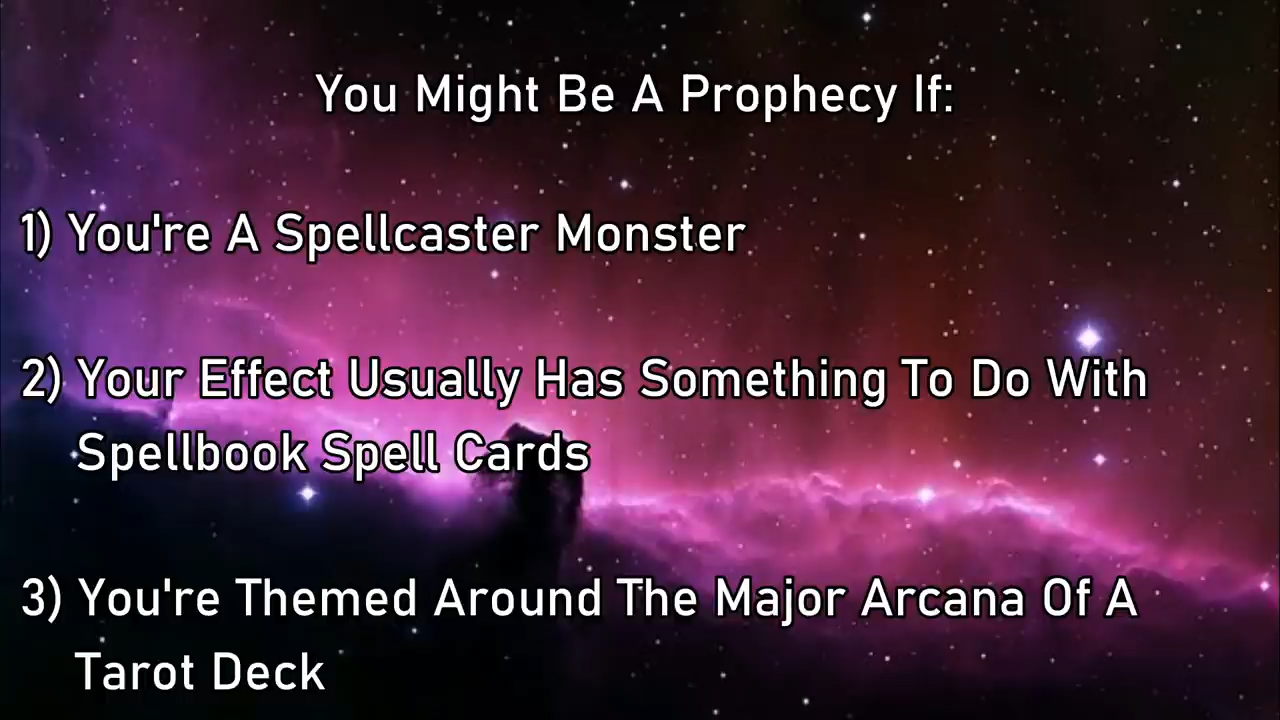 You Might Be A Prophecy If:
1) You're A Spellcaster Monster
2) Your Effect Usually Has Something To Do With
Spellbook Spell Cards
3) You're Themed Around The Major Arcana Of A
Tarot Deck